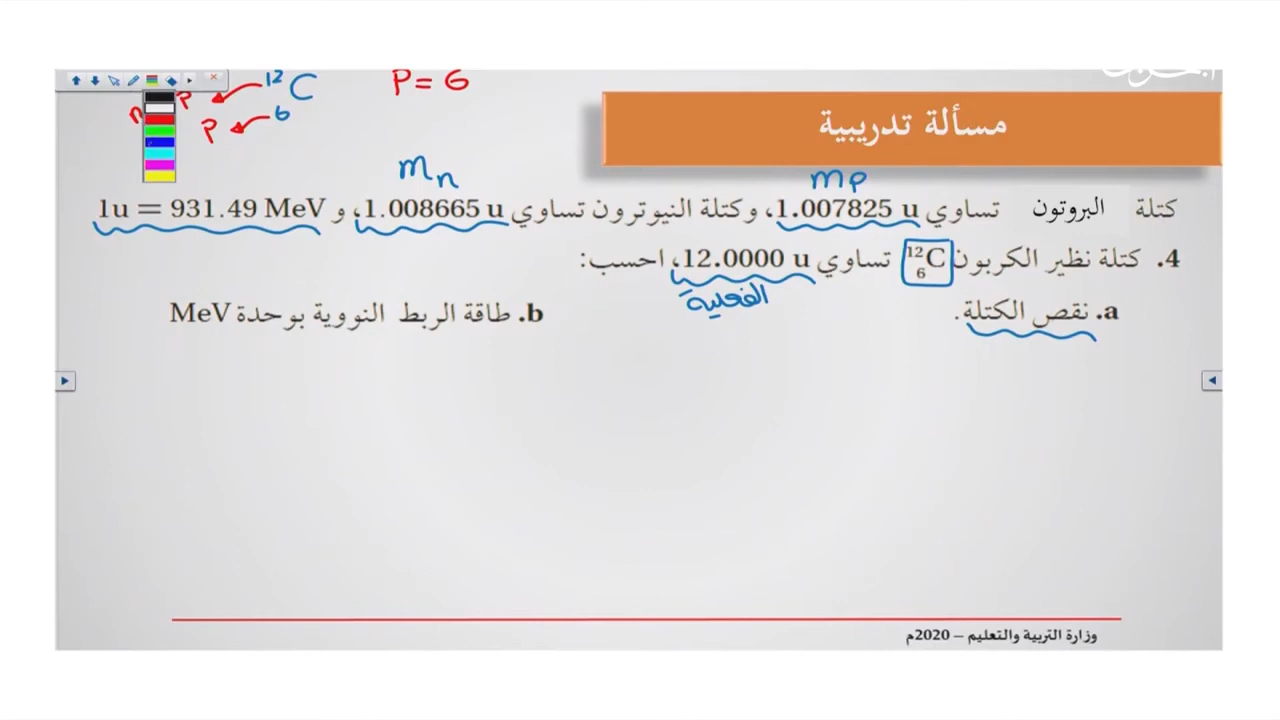 ¹²C P = 6
n P
P 6
مسألة تدريبية
mn mp
كتلة البروتون تساوي 1.007825 u، وكتلة النيوترون تساوي 1.008665 u، و 1u = 931.49 MeV
4. كتلة نظير الكربون ¹²₆C تساوي 12.0000 u، احسب:
الفعلية
a. نقص الكتلة. b. طاقة الربط النووية بوحدة MeV
وزارة التربية والتعليم – 2020م